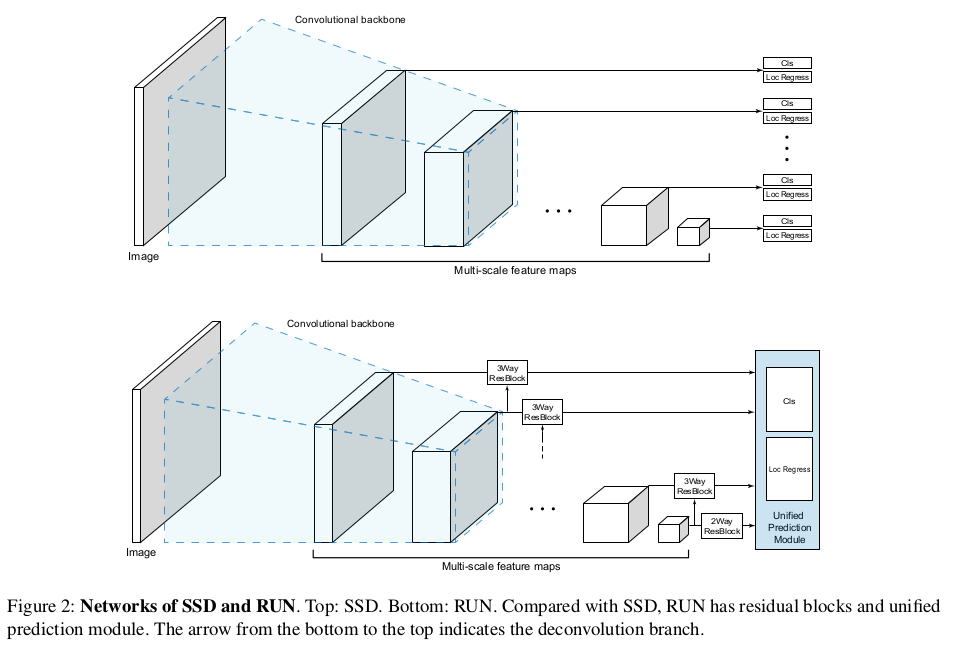 Convolutional backbone
Cls
Loc Regress
Cls
Loc Regress
Cls
Loc Regress
Cls
Loc Regress
Image
Multi-scale feature maps
Convolutional backbone
3Way
ResBlock
3Way
ResBlock
Cls
Loc Regress
3Way
ResBlock
2Way
ResBlock
Unified
Prediction
Module
Image
Multi-scale feature maps
Figure 2: Networks of SSD and RUN. Top: SSD. Bottom: RUN. Compared with SSD, RUN has residual blocks and unified
prediction module. The arrow from the bottom to the top indicates the deconvolution branch.